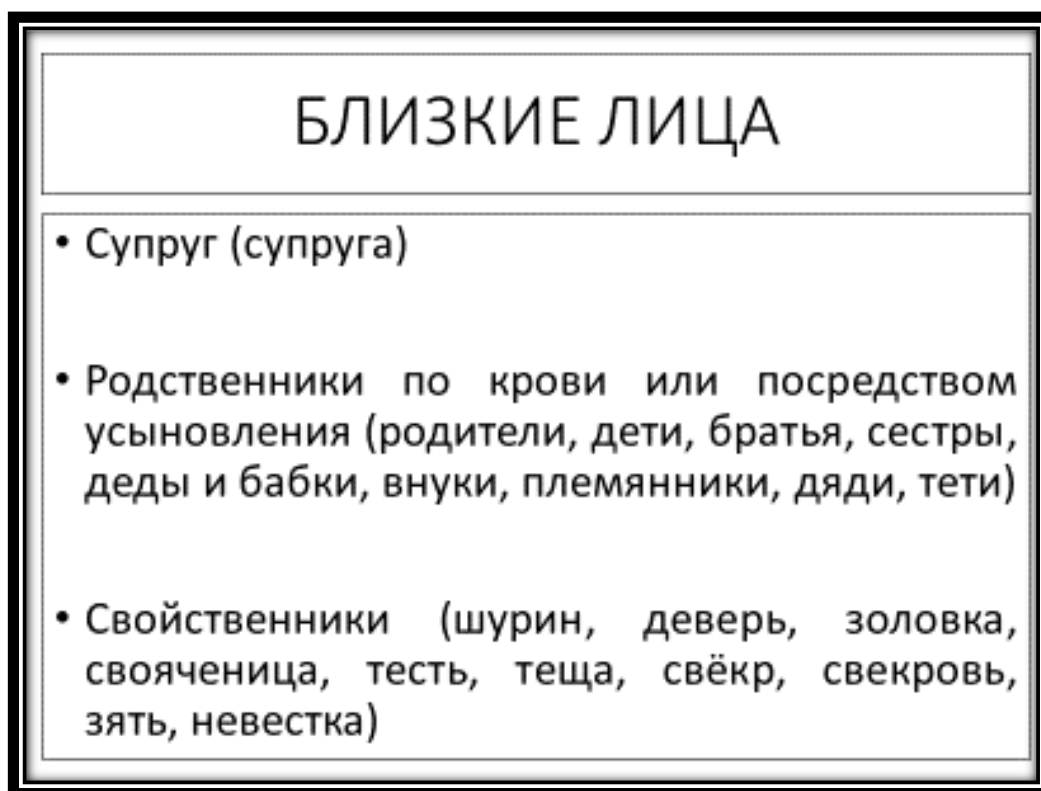 БЛИЗКИЕ ЛИЦА
• Супруг (супруга)
• Родственники по крови или посредством
усыновления (родители, дети, братья, сестры,
деды и бабки, внуки, племянники, дяди, тети)
• Свойственники (шурин, деверь, золовка,
свояченица, тесть, теща, свёкр, свекровь,
зять, невестка)